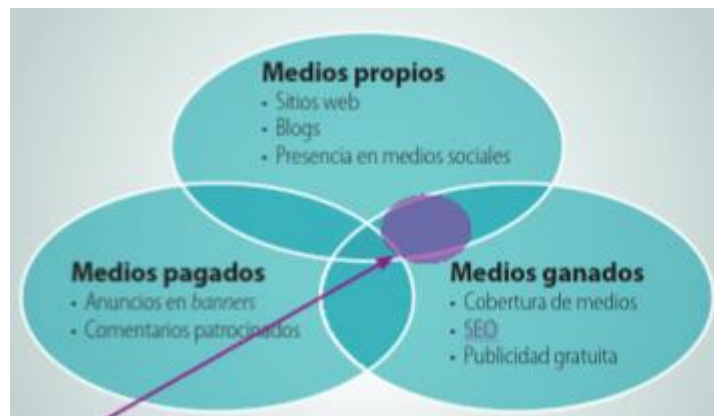 Medios propios
• Sitios web
• Blogs
• Presencia en medios sociales
Medios pagados
• Anuncios en banners
• Comentarios patrocinados
Medios ganados
• Cobertura de medios
• SEO
• Publicidad gratuita